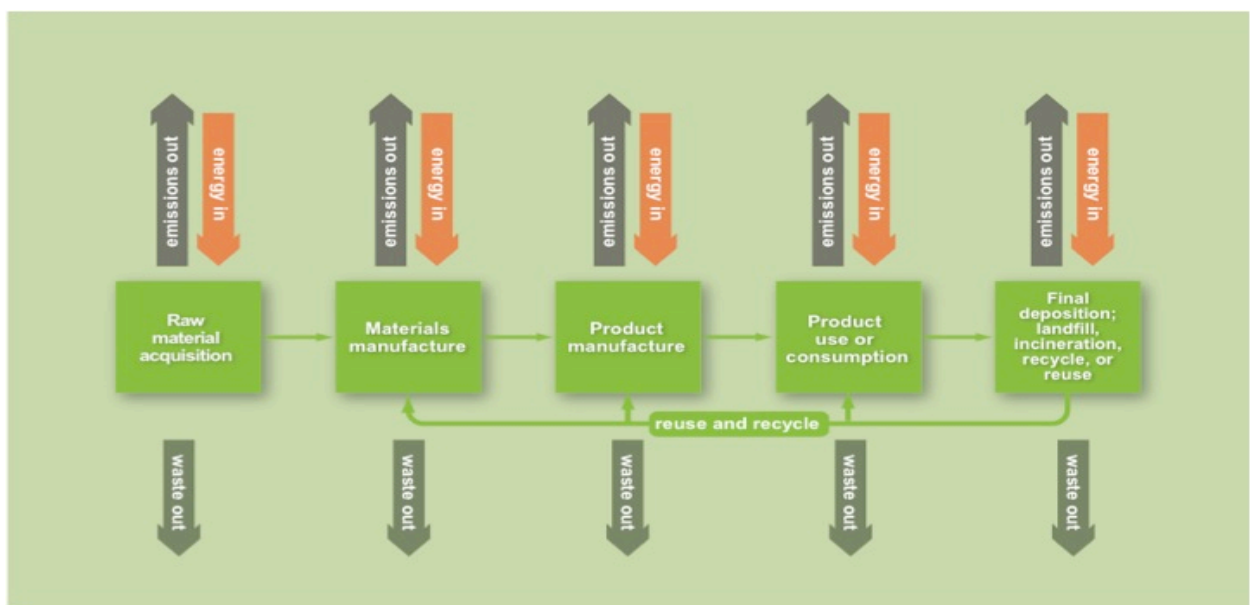 emissions out
energy in
emissions out
energy in
emissions out
energy in
emissions out
energy in
emissions out
energy in
Raw
material
acquisition
Materials
manufacture
Product
manufacture
Product
use or
consumption
Final
deposition;
landfill,
incineration,
recycle, or
reuse
reuse and recycle
waste out
waste out
waste out
waste out
waste out